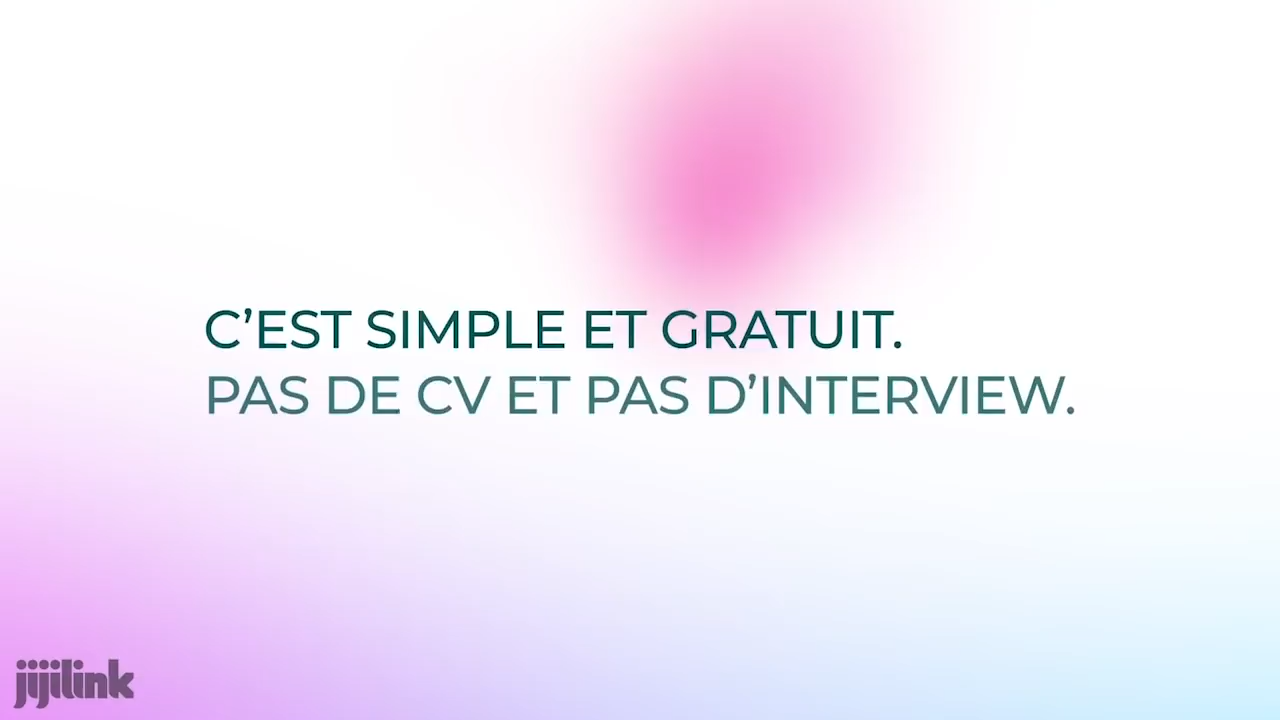 C’EST SIMPLE ET GRATUIT.
PAS DE CV ET PAS D’INTERVIEW.
jijilink